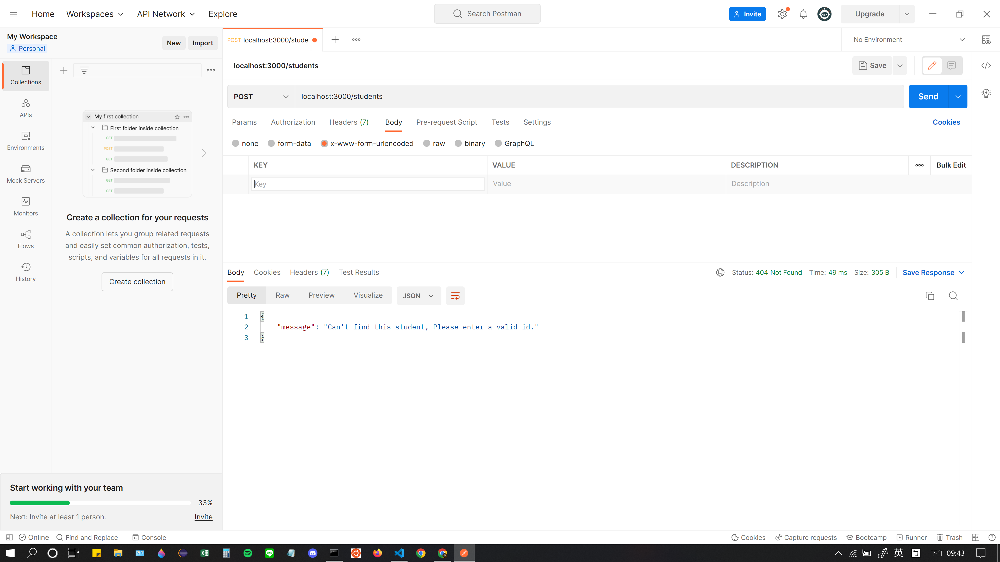 Home
Workspaces
API Network
Explore
Search Postman
Invite
Upgrade
My Workspace
Personal
New
Import
POST localhost:3000/stude
No Environment
Collections
APIs
Environments
Mock Servers
Monitors
Flows
History
My first collection
First folder inside collection
GET
POST
GET
Second folder inside collection
GET
GET
Create a collection for your requests
A collection lets you group related requests
and easily set common authorization, tests,
scripts, and variables for all requests in it.
Create collection
Start working with your team
33%
Next: Invite at least 1 person.
Invite
localhost:3000/students
Save
POST
localhost:3000/students
Send
Params
Authorization
Headers (7)
Body
Pre-request Script
Tests
Settings
Cookies
none
form-data
x-www-form-urlencoded
raw
binary
GraphQL
KEY
VALUE
DESCRIPTION
Bulk Edit
Key
Value
Description
Body
Cookies
Headers (7)
Test Results
Status: 404 Not Found
Time: 49 ms
Size: 305 B
Save Response
Pretty
Raw
Preview
Visualize
JSON
1 {
2 "message": "Can't find this student, Please enter a valid id."
3 }
Online
Find and Replace
Console
Cookies
Capture requests
Bootcamp
Runner
Trash
英
ㄅ
下午 09:43